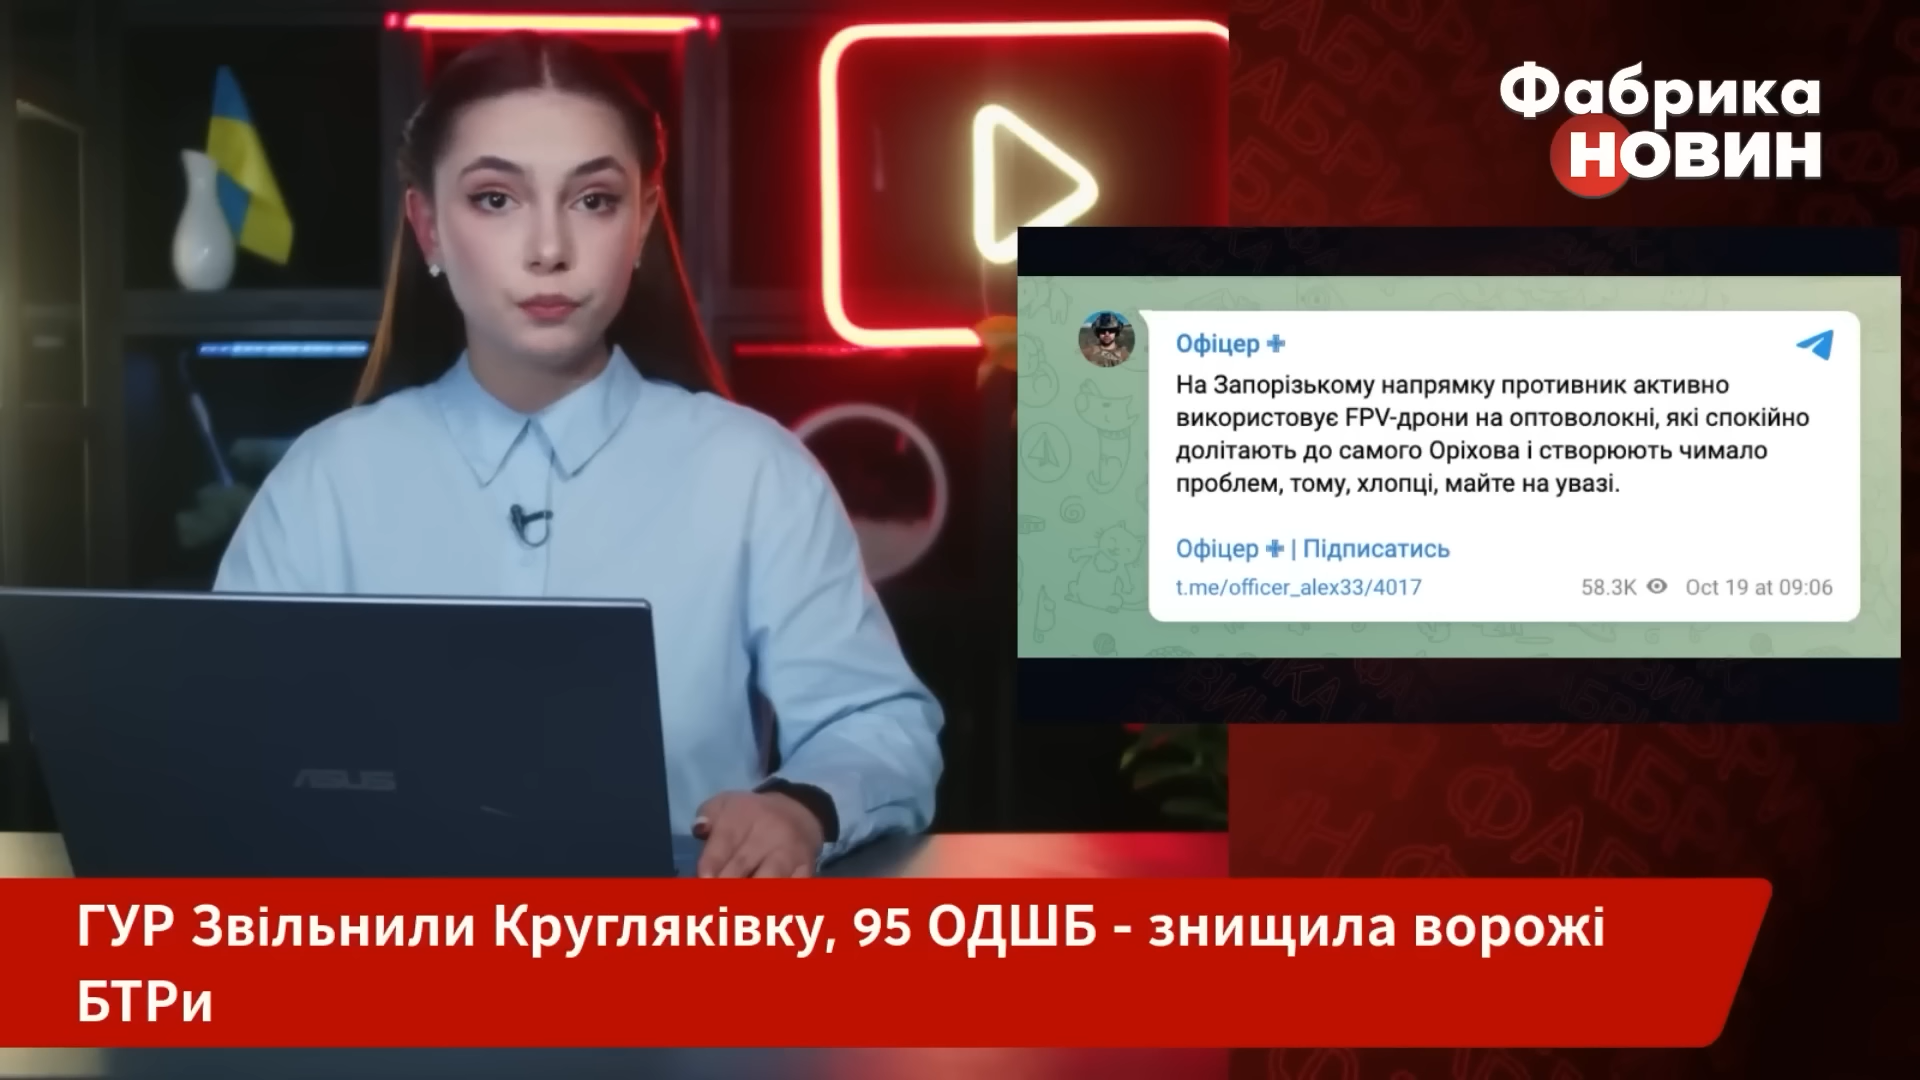 Фабрика
новин
Офіцер
На Запорізькому напрямку противник активно
використовує FPV-дрони на оптоволокні, які спокійно
долітають до самого Оріхова і створюють чимало
проблем, тому, хлопці, майте на увазі.
Офіцер | Підписатись
t.me/officer_alex33/4017 58.3K Oct 19 at 09:06
ASUS
ГУР Звільнили Кругляківку, 95 ОДШБ - знищила ворожі
БТРи